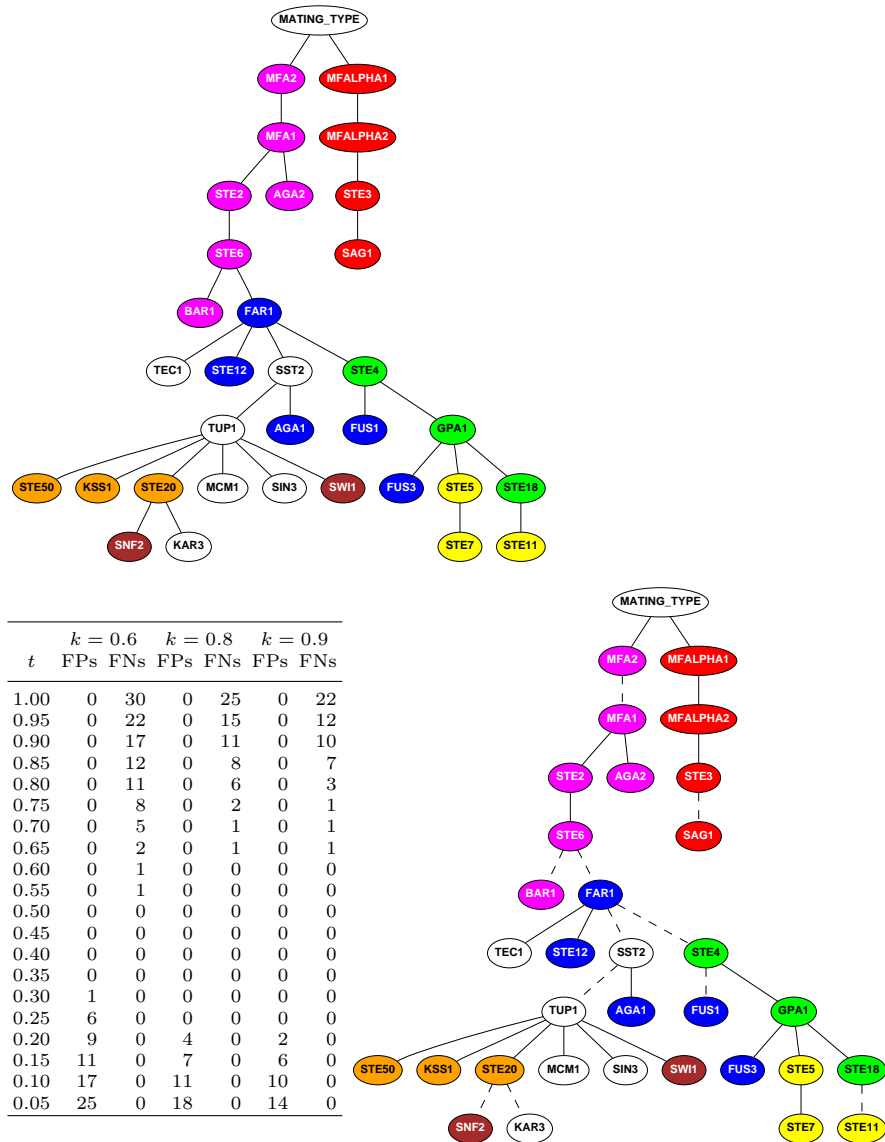 MATING_TYPE
MFA2 MFALPHA1
MFA1 MFALPHA2
STE2 AGA2 STE3
STE6 SAG1
BAR1 FAR1
TEC1 STE12 SST2 STE4
TUP1 AGA1 FUS1 GPA1
STE50 KSS1 STE20 MCM1 SIN3 SWI1 FUS3 STE5 STE18
SNF2 KAR3 STE7 STE11
k = 0.6 k = 0.8 k = 0.9
t FPs FNs FPs FNs FPs FNs
1.00 0 30 0 25 0 22
0.95 0 22 0 15 0 12
0.90 0 17 0 11 0 10
0.85 0 12 0 8 0 7
0.80 0 11 0 6 0 3
0.75 0 8 0 2 0 1
0.70 0 5 0 1 0 1
0.65 0 2 0 1 0 1
0.60 0 1 0 0 0 0
0.55 0 1 0 0 0 0
0.50 0 0 0 0 0 0
0.45 0 0 0 0 0 0
0.40 0 0 0 0 0 0
0.35 0 0 0 0 0 0
0.30 1 0 0 0 0 0
0.25 6 0 0 0 0 0
0.20 9 0 4 0 2 0
0.15 11 0 7 0 6 0
0.10 17 0 11 0 10 0
0.05 25 0 18 0 14 0
MATING_TYPE
MFA2 MFALPHA1
MFA1 MFALPHA2
STE2 AGA2 STE3
STE6 SAG1
BAR1 FAR1
TEC1 STE12 SST2 STE4
TUP1 AGA1 FUS1 GPA1
STE50 KSS1 STE20 MCM1 SIN3 SWI1 FUS3 STE5 STE18
SNF2 KAR3 STE7 STE11